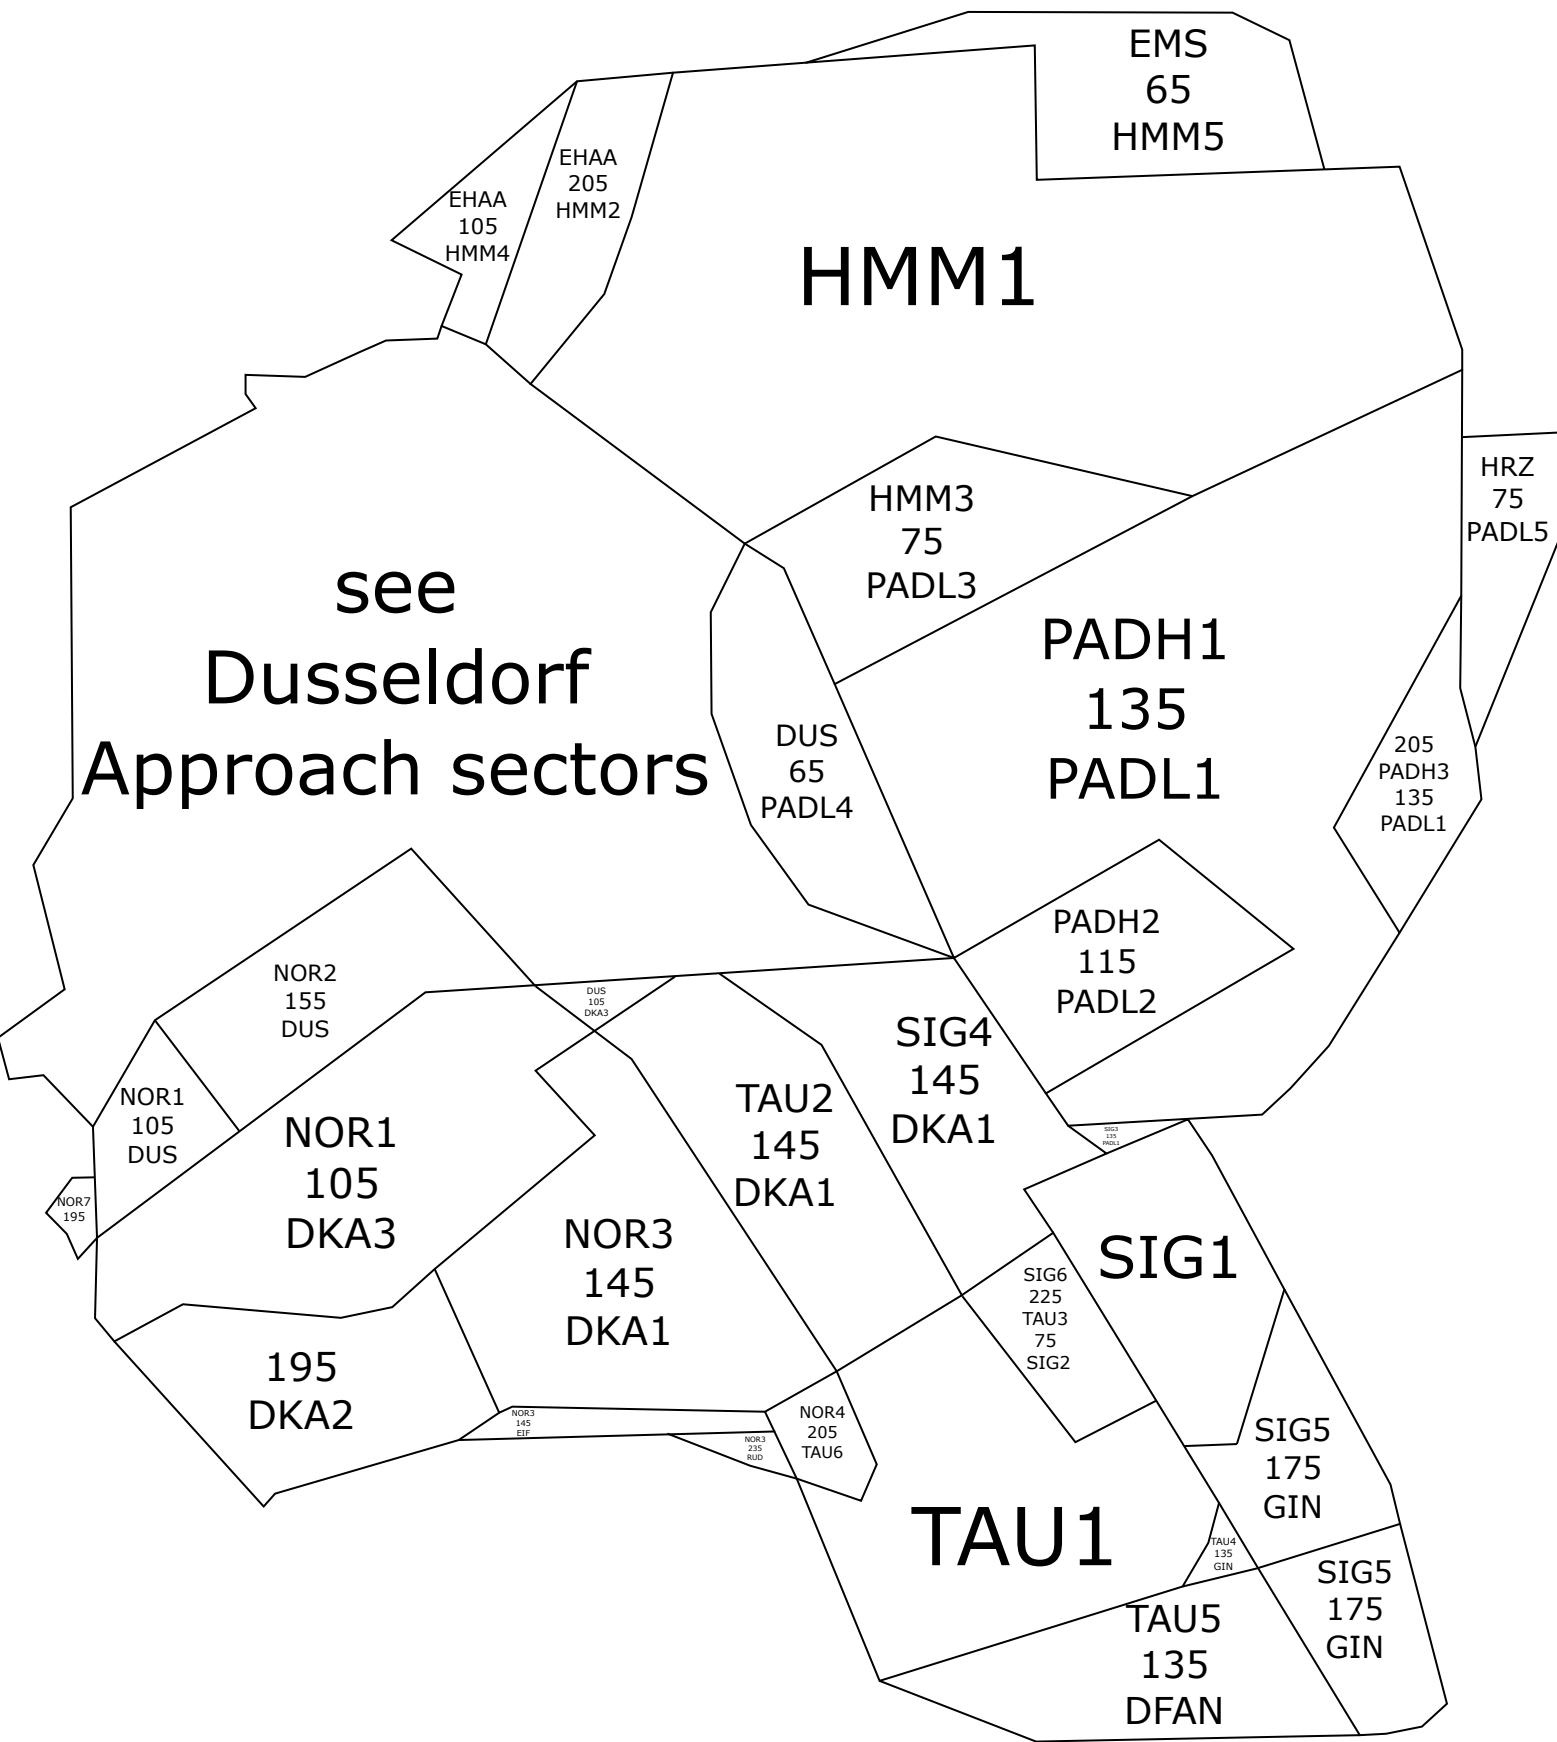 EMS
65
HMM5
EHAA
205
HMM2
EHAA
105
HMM4
HMM1
HRZ
75
PADL5
HMM3
75
PADL3
see
Dusseldorf
Approach sectors
PADH1
135
PADL1
DUS
65
PADL4
205
PADH3
135
PADL1
PADH2
115
PADL2
NOR2
155
DUS
DUS
105
DKA3
SIG4
145
DKA1
NOR1
105
DUS
NOR1
105
DKA3
TAU2
145
DKA1
SIG3
135
PADL1
NOR7
195
NOR3
145
DKA1
SIG1
SIG6
225
TAU3
75
SIG2
195
DKA2
NOR3
145
EIF
NOR3
235
RUD
NOR4
205
TAU6
SIG5
175
GIN
TAU1
TAU4
135
GIN
SIG5
175
GIN
TAU5
135
DFAN